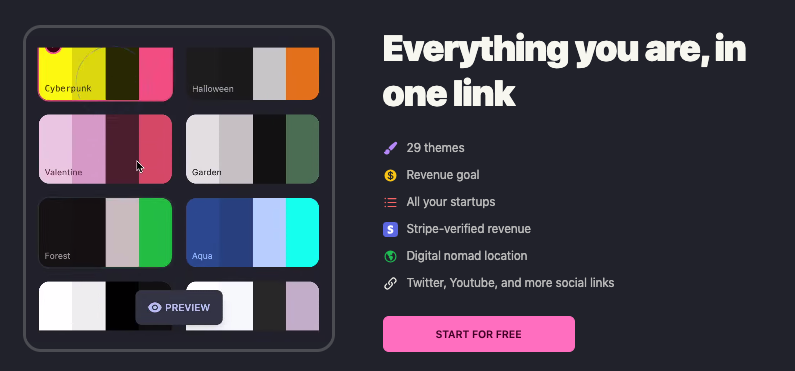 Cyberpunk
Halloween
Valentine
Garden
Forest
Aqua
PREVIEW
Everything you are, in
one link
29 themes
$ Revenue goal
All your startups
S Stripe-verified revenue
Digital nomad location
Twitter, Youtube, and more social links
START FOR FREE